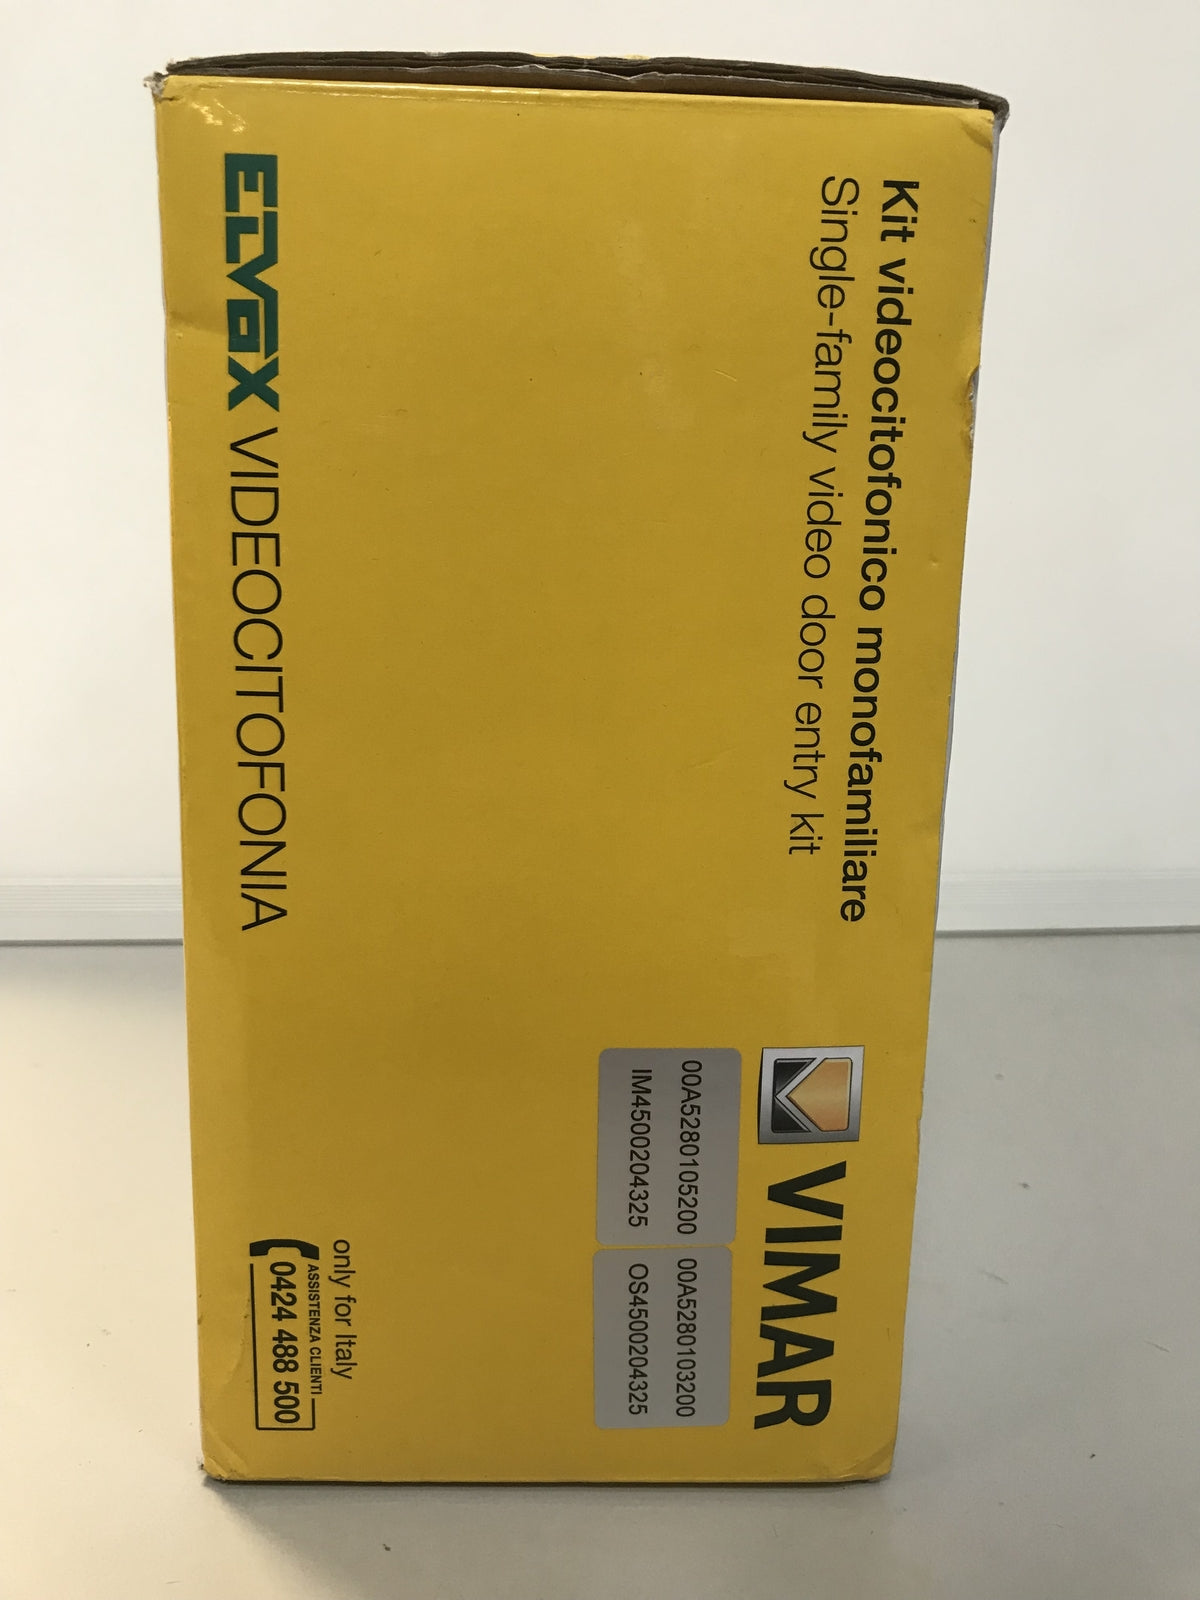 Kit videocitofonico monofamiliare
Single-family video door entry kit
VIMAR
00A5280105200
IM4500204325
00A5280103200
OS4500204325
ELVOX VIDEOCITOFONIA
only for Italy
ASSISTENZA CLIENTI
0424 488 500